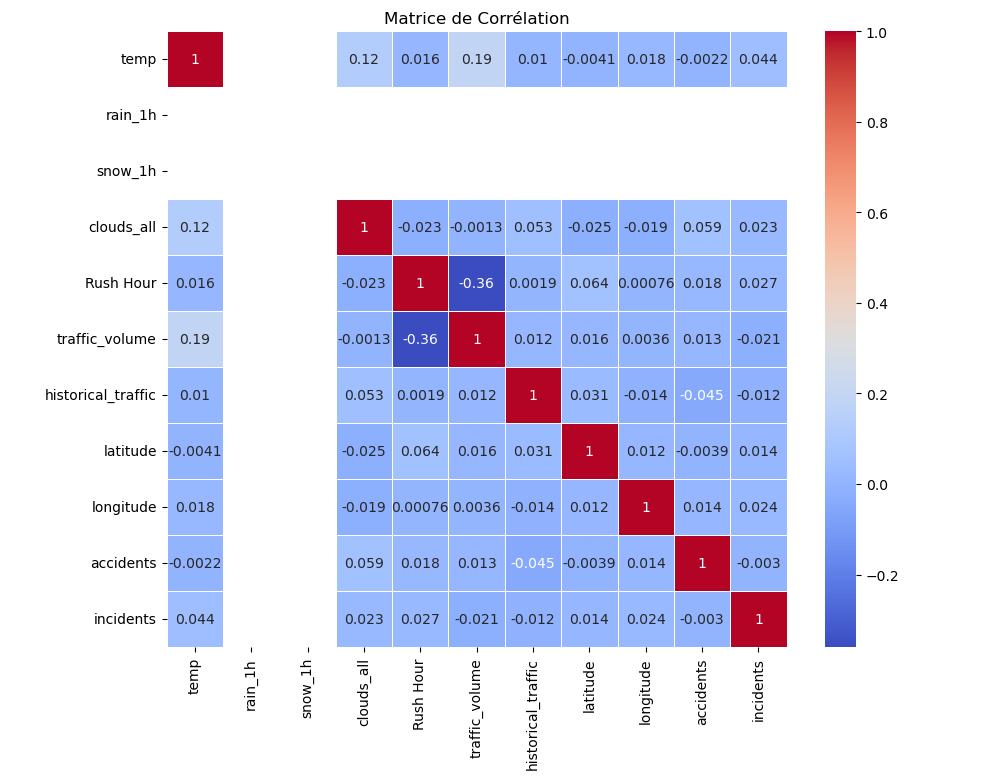 Matrice de Corrélation
temp 1 0.12 0.016 0.19 0.01 -0.0041 0.018 -0.0022 0.044
rain_1h
snow_1h
clouds_all 0.12 1 -0.023 -0.0013 0.053 -0.025 -0.019 0.059 0.023
Rush Hour 0.016 -0.023 1 -0.36 0.0019 0.064 0.00076 0.018 0.027
traffic_volume 0.19 -0.0013 -0.36 1 0.012 0.016 0.0036 0.013 -0.021
historical_traffic 0.01 0.053 0.0019 0.012 1 0.031 -0.014 -0.045 -0.012
latitude -0.0041 -0.025 0.064 0.016 0.031 1 0.012 -0.0039 0.014
longitude 0.018 -0.019 0.00076 0.0036 -0.014 0.012 1 0.014 0.024
accidents -0.0022 0.059 0.018 0.013 -0.045 -0.0039 0.014 1 -0.003
incidents 0.044 0.023 0.027 -0.021 -0.012 0.014 0.024 -0.003 1
temp
rain_1h
snow_1h
clouds_all
Rush Hour
traffic_volume
historical_traffic
latitude
longitude
accidents
incidents
1.0
0.8
0.6
0.4
0.2
0.0
−0.2